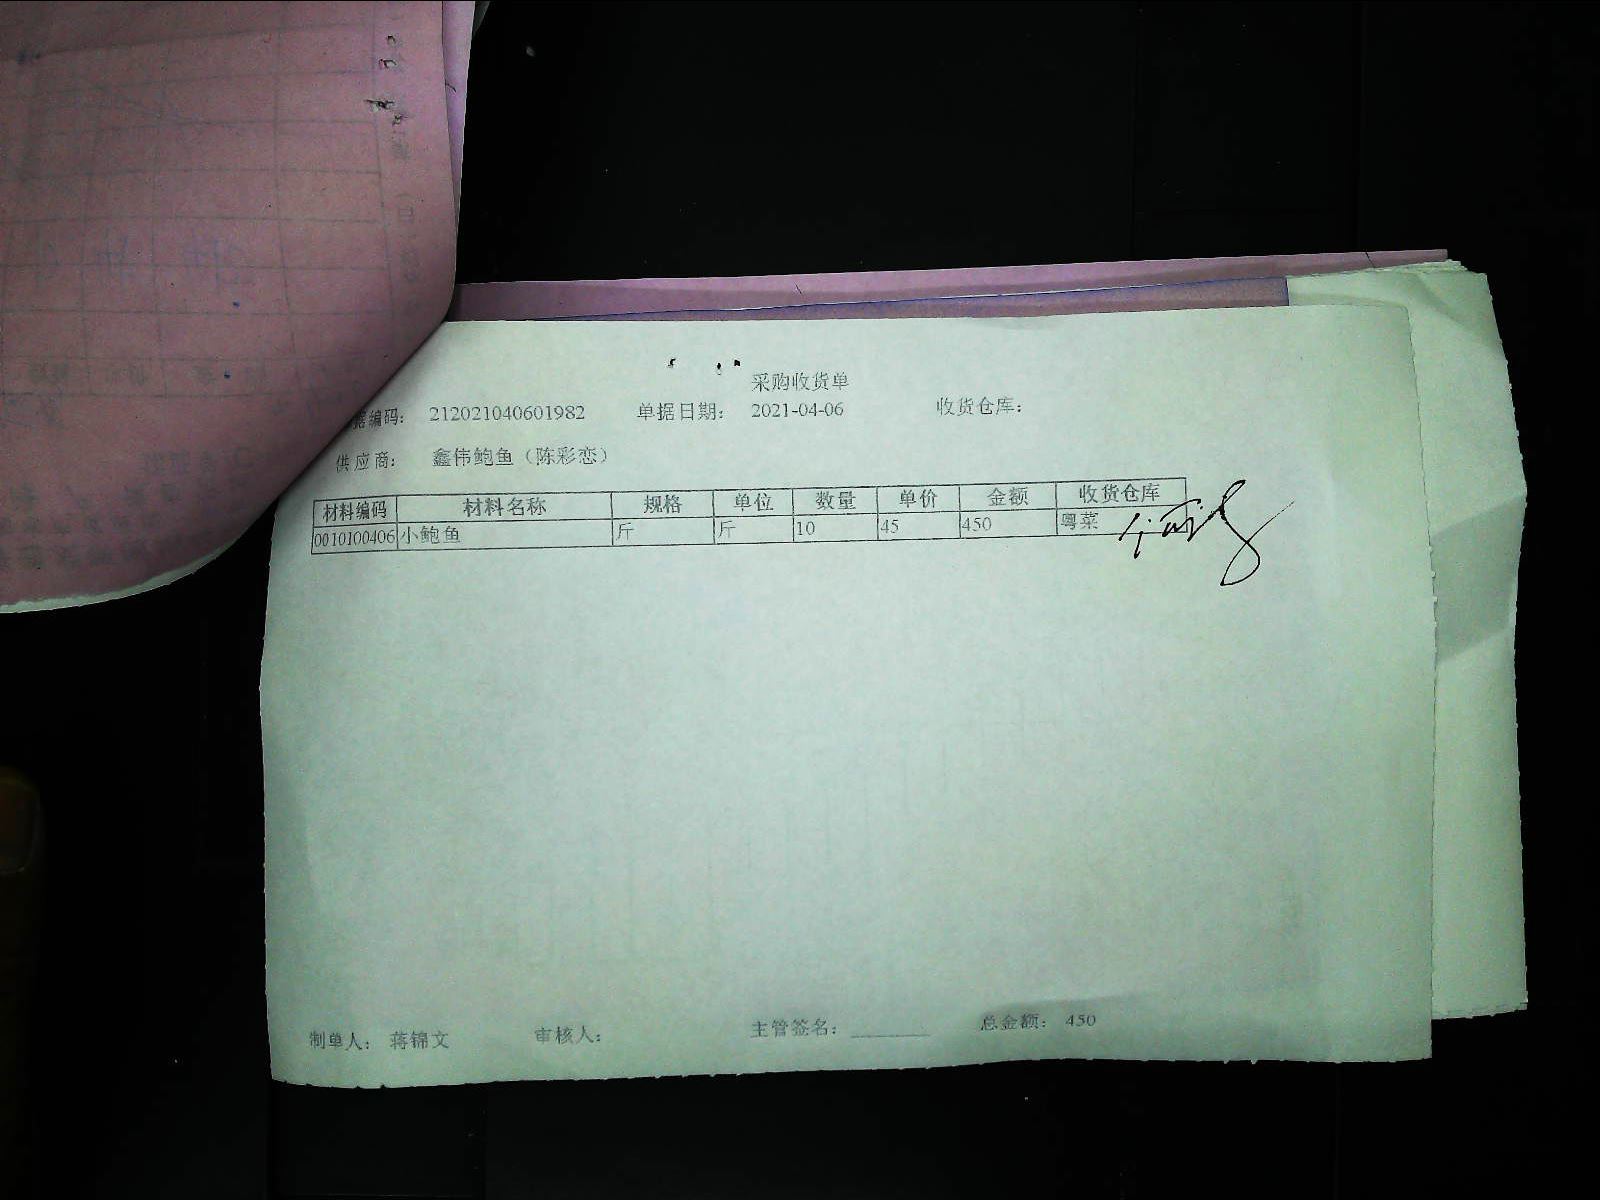 采购收货单
据编码： 212021040601982 单据日期： 2021-04-06 收货仓库：
供应商： 鑫伟鲍鱼（陈彩恋）
材料编码 材料名称 规格 单位 数量 单价 金额 收货仓库
0010100406 小鲍鱼 斤 斤 10 45 450 粤菜
制单人： 蒋锦文 审核人： 主管签名： ________ 总金额： 450